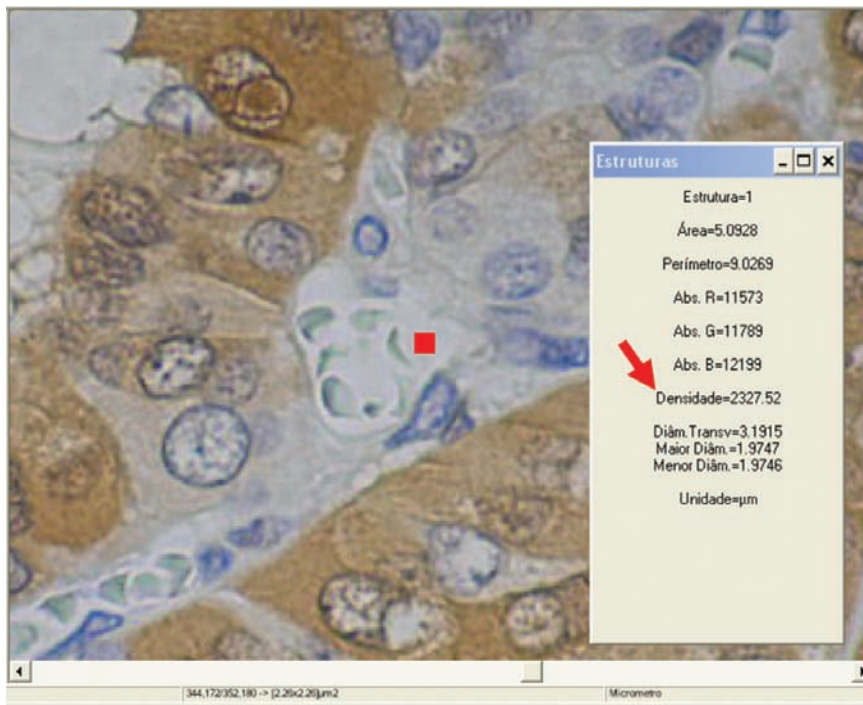 Estruturas
Estrutura=1
Área=5.0928
Perímetro=9.0269
Abs. R=11573
Abs. G=11789
Abs. B=12199
Densidade=2327.52
Diâm.Transv=3.1915
Maior Diâm.=1.9747
Menor Diâm.=1.9746
Unidade=µm
344,172/352,180 -> [2.26x2.26]µm2
Micrometro